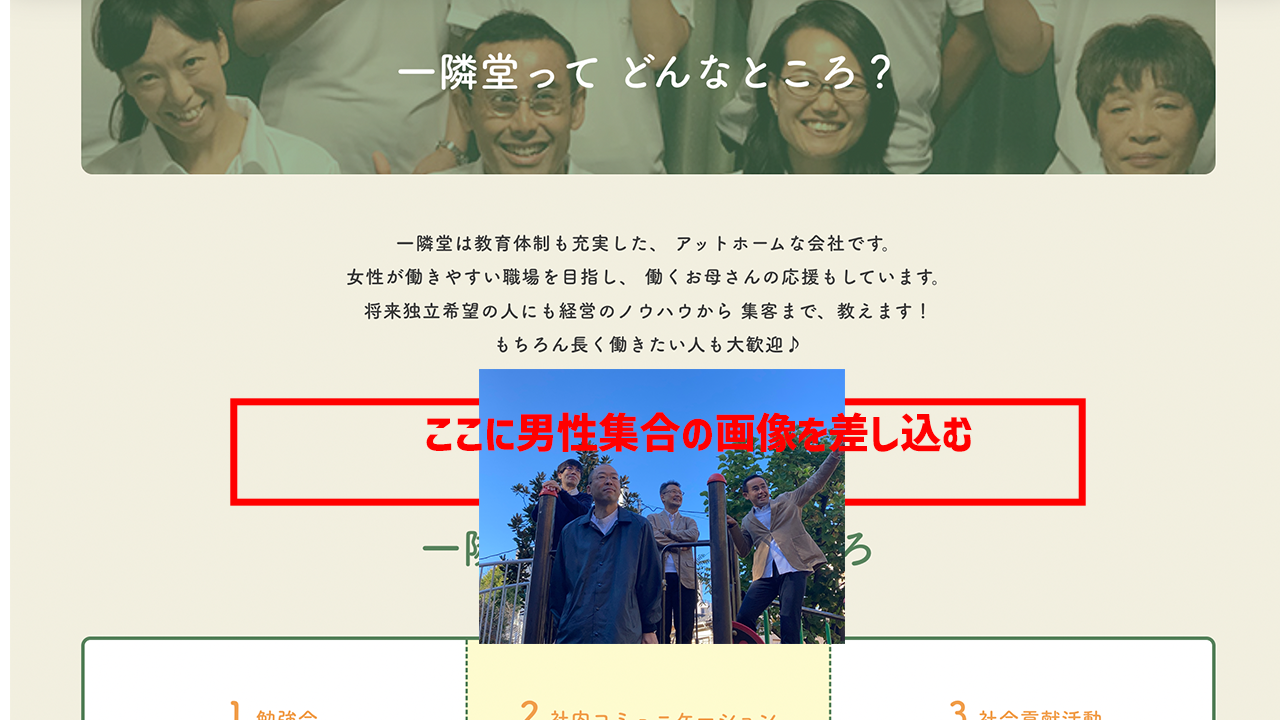 一隣堂って どんなところ？
一隣堂は教育体制も充実した、 アットホームな会社です。
女性が働きやすい職場を目指し、 働くお母さんの応援もしています。
将来独立希望の人にも経営のノウハウから 集客まで、教えます！
もちろん長く働きたい人も大歓迎♪
ここに男性集合の画像を差し込む
一隣 ろ
1 勉強会
2 社内コミュニケーション
3 社会貢献活動